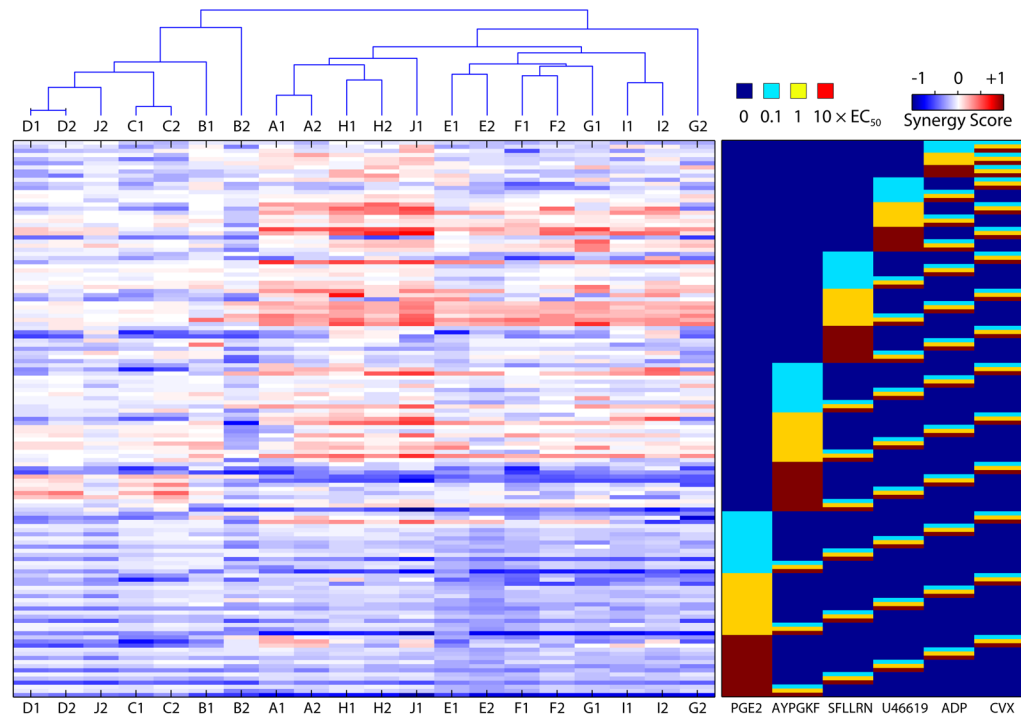 -1 0 +1
0 0.1 1 10 × EC50
Synergy Score
D1 D2 J2 C1 C2 B1 B2 A1 A2 H1 H2 J1 E1 E2 F1 F2 G1 I1 I2 G2
D1 D2 J2 C1 C2 B1 B2 A1 A2 H1 H2 J1 E1 E2 F1 F2 G1 I1 I2 G2
PGE2 AYPGKF SFLLRN U46619 ADP CVX